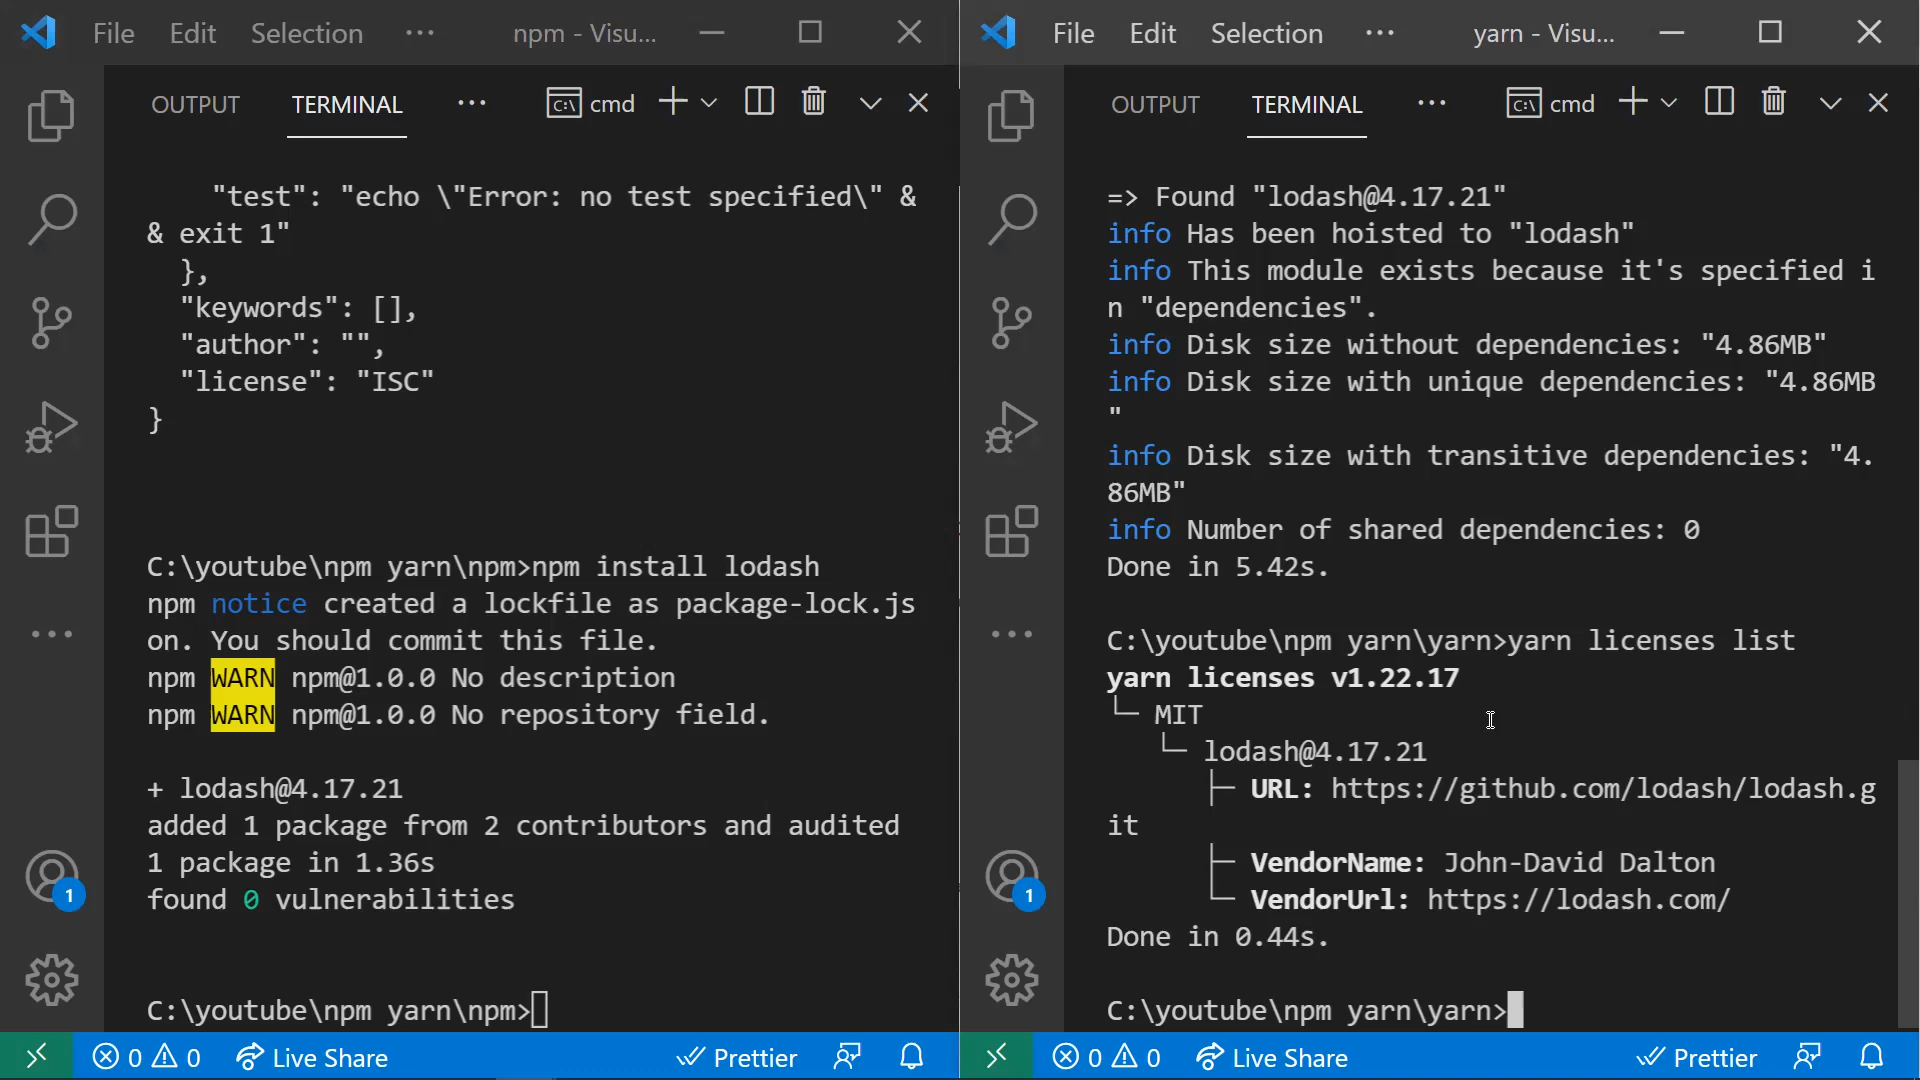 File Edit Selection ··· npm - Visu...
OUTPUT TERMINAL ··· cmd
"test": "echo \"Error: no test specified\" &
& exit 1"
},
"keywords": [],
"author": "",
"license": "ISC"
}
C:\youtube\npm yarn\npm>npm install lodash
npm notice created a lockfile as package-lock.js
on. You should commit this file.
npm WARN npm@1.0.0 No description
npm WARN npm@1.0.0 No repository field.
+ lodash@4.17.21
added 1 package from 2 contributors and audited
1 package in 1.36s
found 0 vulnerabilities
C:\youtube\npm yarn\npm>
1
0 0 Live Share Prettier
File Edit Selection ··· yarn - Visu...
OUTPUT TERMINAL ··· cmd
=> Found "lodash@4.17.21"
info Has been hoisted to "lodash"
info This module exists because it's specified i
n "dependencies".
info Disk size without dependencies: "4.86MB"
info Disk size with unique dependencies: "4.86MB
"
info Disk size with transitive dependencies: "4.
86MB"
info Number of shared dependencies: 0
Done in 5.42s.
C:\youtube\npm yarn\yarn>yarn licenses list
yarn licenses v1.22.17
└─ MIT
└─ lodash@4.17.21
├─ URL: https://github.com/lodash/lodash.g
it
├─ VendorName: John-David Dalton
└─ VendorUrl: https://lodash.com/
Done in 0.44s.
C:\youtube\npm yarn\yarn>
1
0 0 Live Share Prettier